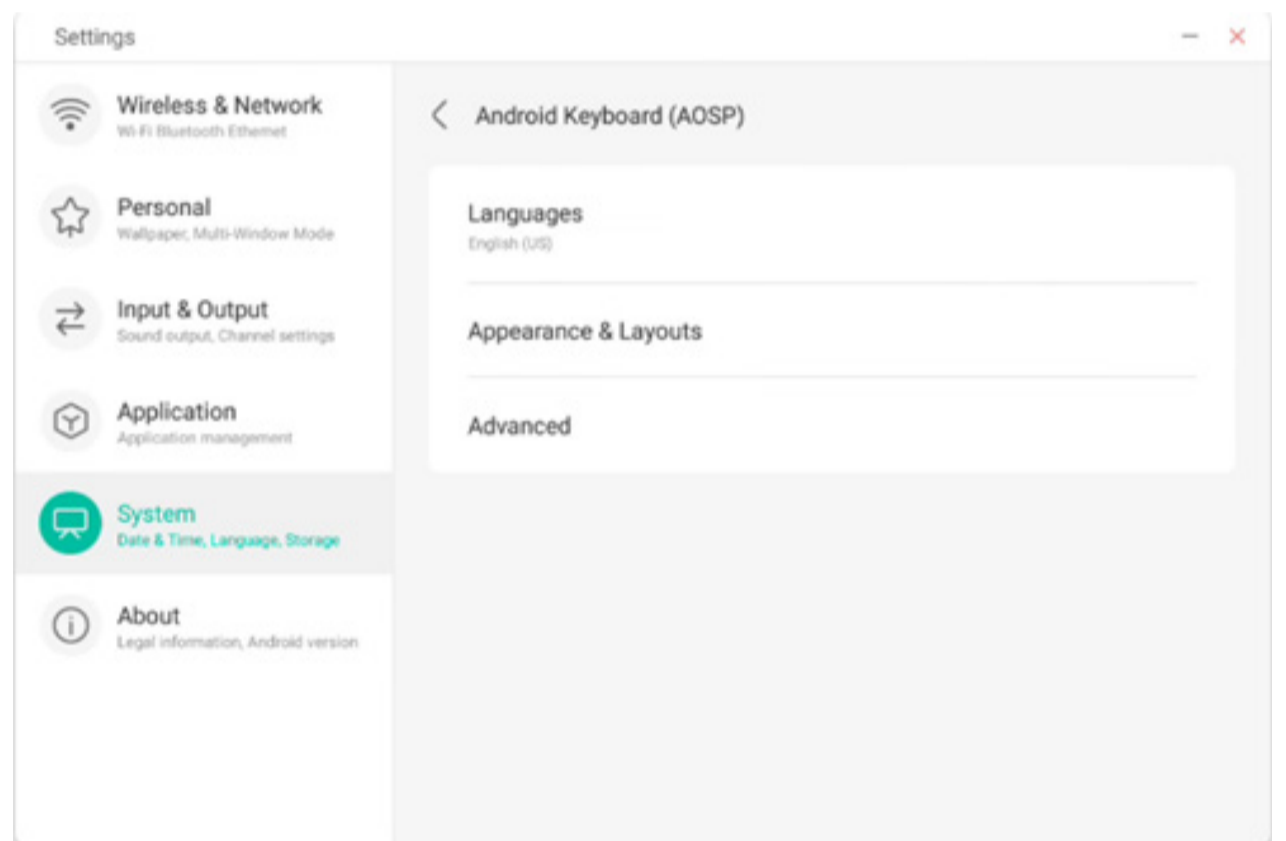 Settings
Wireless & Network
Wi-Fi Bluetooth Ethernet
Personal
Wallpaper, Multi-Window Mode
Input & Output
Sound output, Channel settings
Application
Application management
System
Date & Time, Language, Storage
About
Legal information, Android version
Android Keyboard (AOSP)
Languages
English (US)
Appearance & Layouts
Advanced